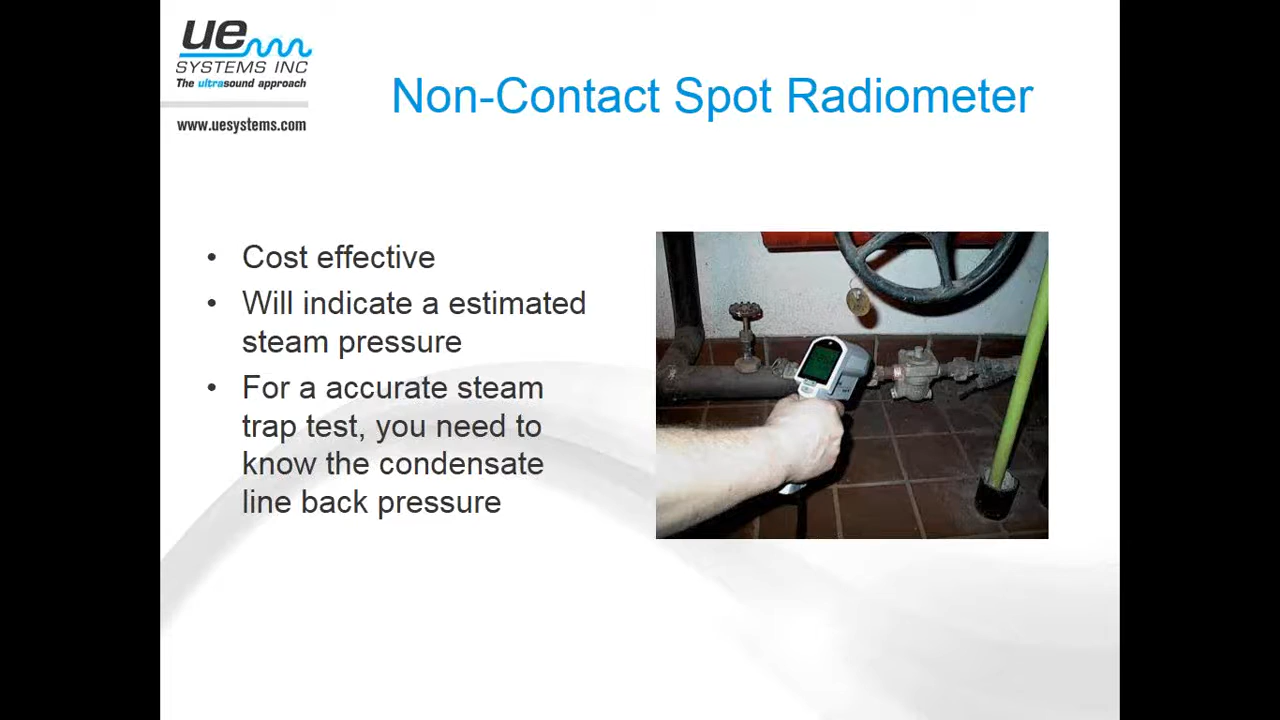 ue
SYSTEMS INC
The ultrasound approach
www.uesystems.com
Non-Contact Spot Radiometer
• Cost effective
• Will indicate a estimated
steam pressure
• For a accurate steam
trap test, you need to
know the condensate
line back pressure